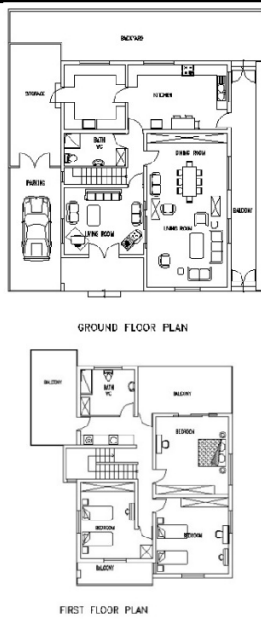 BACKYARD
STORAGE
KITCHEN
BATH
WC
DINING ROOM
PARKING
BALCONY
LIVING ROOM
LIVING ROOM
GROUND FLOOR PLAN
BALCONY
BATH
WC
BALCONY
BEDROOM
BEDROOM
BEDROOM
BALCONY
FIRST FLOOR PLAN